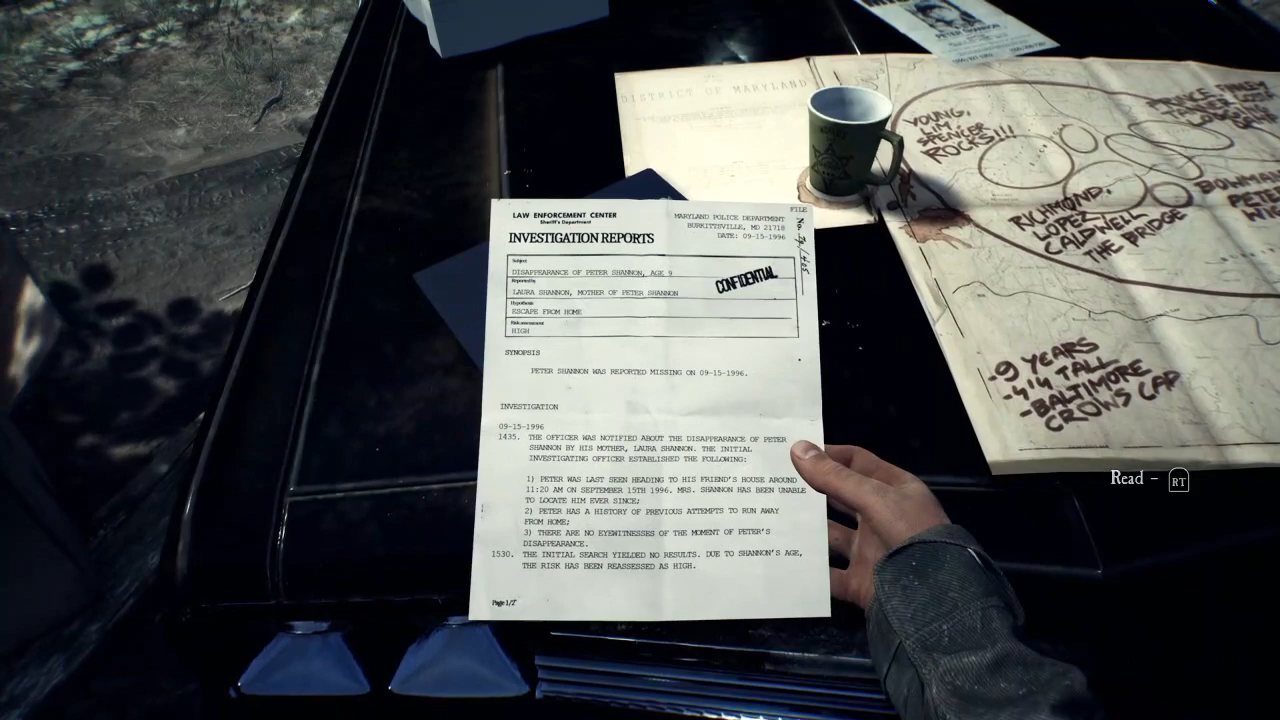 DISTRICT OF MARYLAND
YOUNG,
LIM
SPENCER
ROCKS!!!
RICHMOND,
LOPEZ
CALDWELL
THE BRIDGE
-9 YEARS
-4'4 TALL
-BALTIMORE
CROWS CAP
LAW ENFORCEMENT CENTER
Sheriff's Department
INVESTIGATION REPORTS
MARYLAND POLICE DEPARTMENT
BURKITTSVILLE, MD 21718
DATE: 09-15-1996
FILE
Subject
DISAPPEARANCE OF PETER SHANNON, AGE 9
Reported by
LAURA SHANNON, MOTHER OF PETER SHANNON
Hypothesis
ESCAPE FROM HOME
Risk assessment
HIGH
CONFIDENTIAL
SYNOPSIS
PETER SHANNON WAS REPORTED MISSING ON 09-15-1996.
INVESTIGATION
09-15-1996
1435. THE OFFICER WAS NOTIFIED ABOUT THE DISAPPEARANCE OF PETER
SHANNON BY HIS MOTHER, LAURA SHANNON. THE INITIAL
INVESTIGATING OFFICER ESTABLISHED THE FOLLOWING:
1) PETER WAS LAST SEEN HEADING TO HIS FRIEND'S HOUSE AROUND
11:20 AM ON SEPTEMBER 15TH 1996. MRS. SHANNON HAS BEEN UNABLE
TO LOCATE HIM EVER SINCE;
2) PETER HAS A HISTORY OF PREVIOUS ATTEMPTS TO RUN AWAY
FROM HOME;
3) THERE ARE NO EYEWITNESSES OF THE MOMENT OF PETER'S
DISAPPEARANCE.
1530. THE INITIAL SEARCH YIELDED NO RESULTS. DUE TO SHANNON'S AGE,
THE RISK HAS BEEN REASSESSED AS HIGH.
Page 1/2
Read - RT